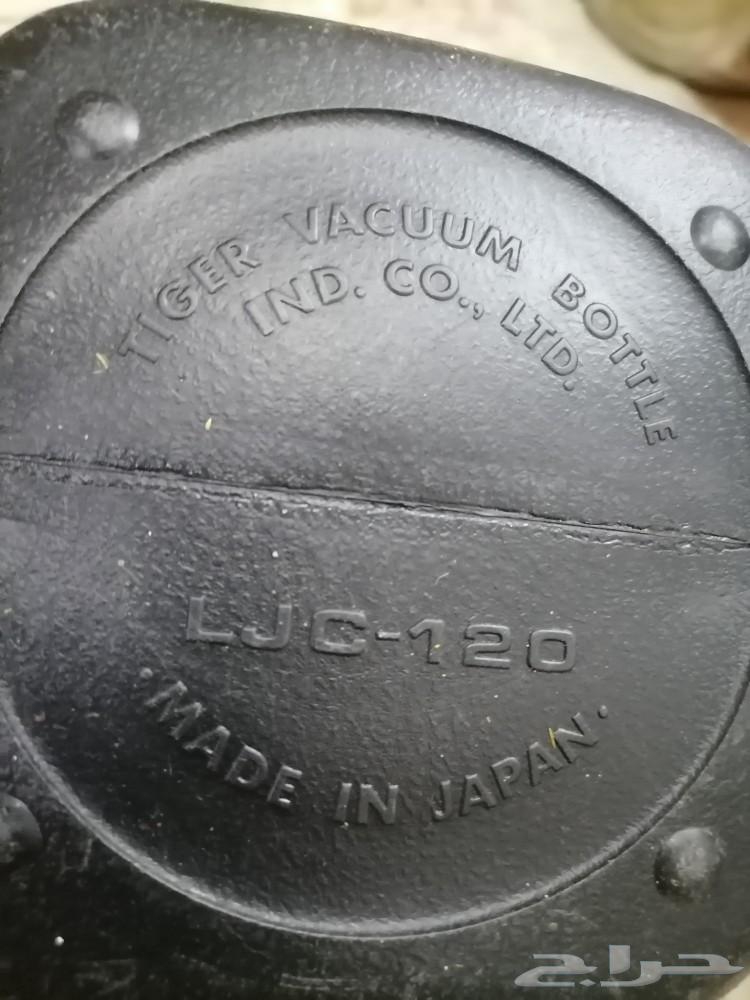 TIGER VACUUM BOTTLE
IND. CO., LTD.
LJC-120
·MADE IN JAPAN·
حراج